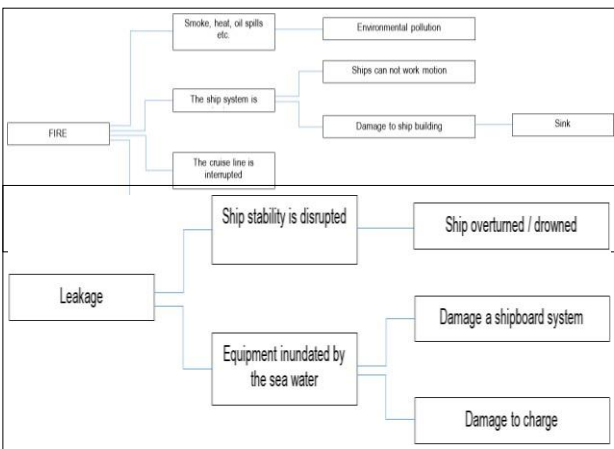 Smoke, heat, oil spills
etc.
Environmental pollution
Ships can not work motion
The ship system is
FIRE
Damage to ship building
Sink
The cruise line is
interrupted
Ship stability is disrupted
Ship overturned / drowned
Leakage
Damage a shipboard system
Equipment inundated by
the sea water
Damage to charge